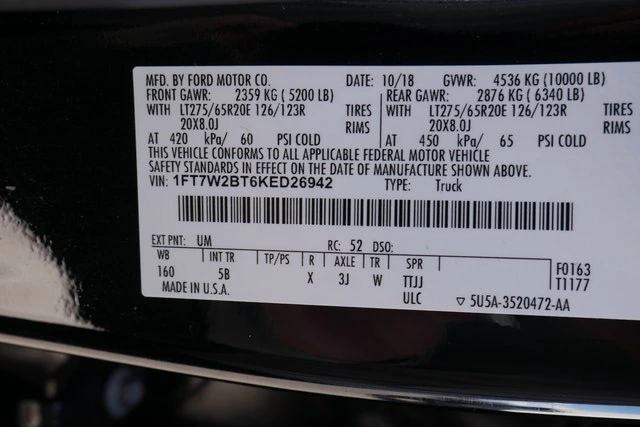 MFD. BY FORD MOTOR CO. DATE: 10/18 GVWR: 4536 KG (10000 LB)
FRONT GAWR: 2359 KG ( 5200 LB) REAR GAWR: 2876 KG ( 6340 LB)
WITH LT275/65R20E 126/123R TIRES WITH LT275/65R20E 126/123R TIRES
20X8.0J RIMS 20X8.0J RIMS
AT 420 kPa/ 60 PSI COLD AT 450 kPa/ 65 PSI COLD
THIS VEHICLE CONFORMS TO ALL APPLICABLE FEDERAL MOTOR VEHICLE
SAFETY STANDARDS IN EFFECT ON THE DATE OF MANUFACTURE SHOWN ABOVE.
VIN: 1FT7W2BT6KED26942 TYPE: Truck
EXT PNT: UM RC: 52 DSO:
WB INT TR TP/PS R AXLE TR SPR F0163
160 5B X 3J W TTJJ T1177
MADE IN U.S.A. ULC ▽ 5U5A-3520472-AA